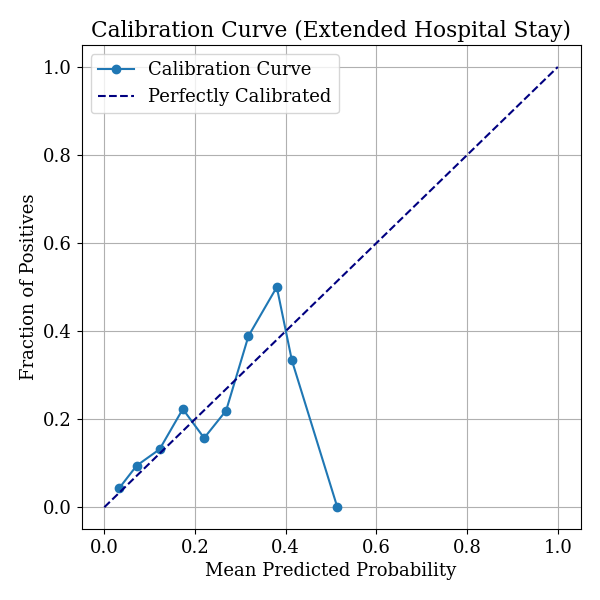 Calibration Curve (Extended Hospital Stay)
Calibration Curve
Perfectly Calibrated
Fraction of Positives
1.0
0.8
0.6
0.4
0.2
0.0
0.0 0.2 0.4 0.6 0.8 1.0
Mean Predicted Probability